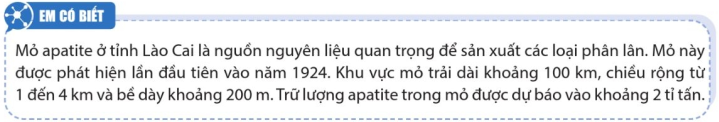 EM CÓ BIẾT
Mỏ apatite ở tỉnh Lào Cai là nguồn nguyên liệu quan trọng để sản xuất các loại phân lân. Mỏ này
được phát hiện lần đầu tiên vào năm 1924. Khu vực mỏ trải dài khoảng 100 km, chiều rộng từ
1 đến 4 km và bề dày khoảng 200 m. Trữ lượng apatite trong mỏ được dự báo vào khoảng 2 tỉ tấn.